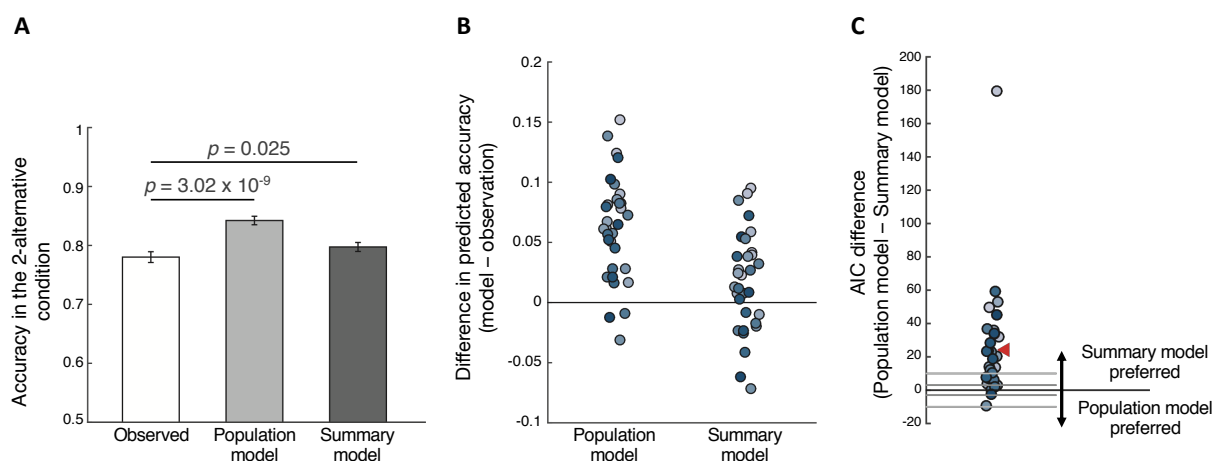 A
Accuracy in the 2-alternative
condition
1
0.9
0.8
0.7
0.6
0.5
p = 0.025
p = 3.02 x 10-9
Observed
Population
model
Summary
model
B
Difference in predicted accuracy
(model – observation)
0.2
0.15
0.1
0.05
0
-0.05
-0.1
Population
model
Summary
model
C
AIC difference
(Population model – Summary model)
200
180
160
140
120
100
80
60
40
20
0
-20
Summary model
preferred
Population model
preferred